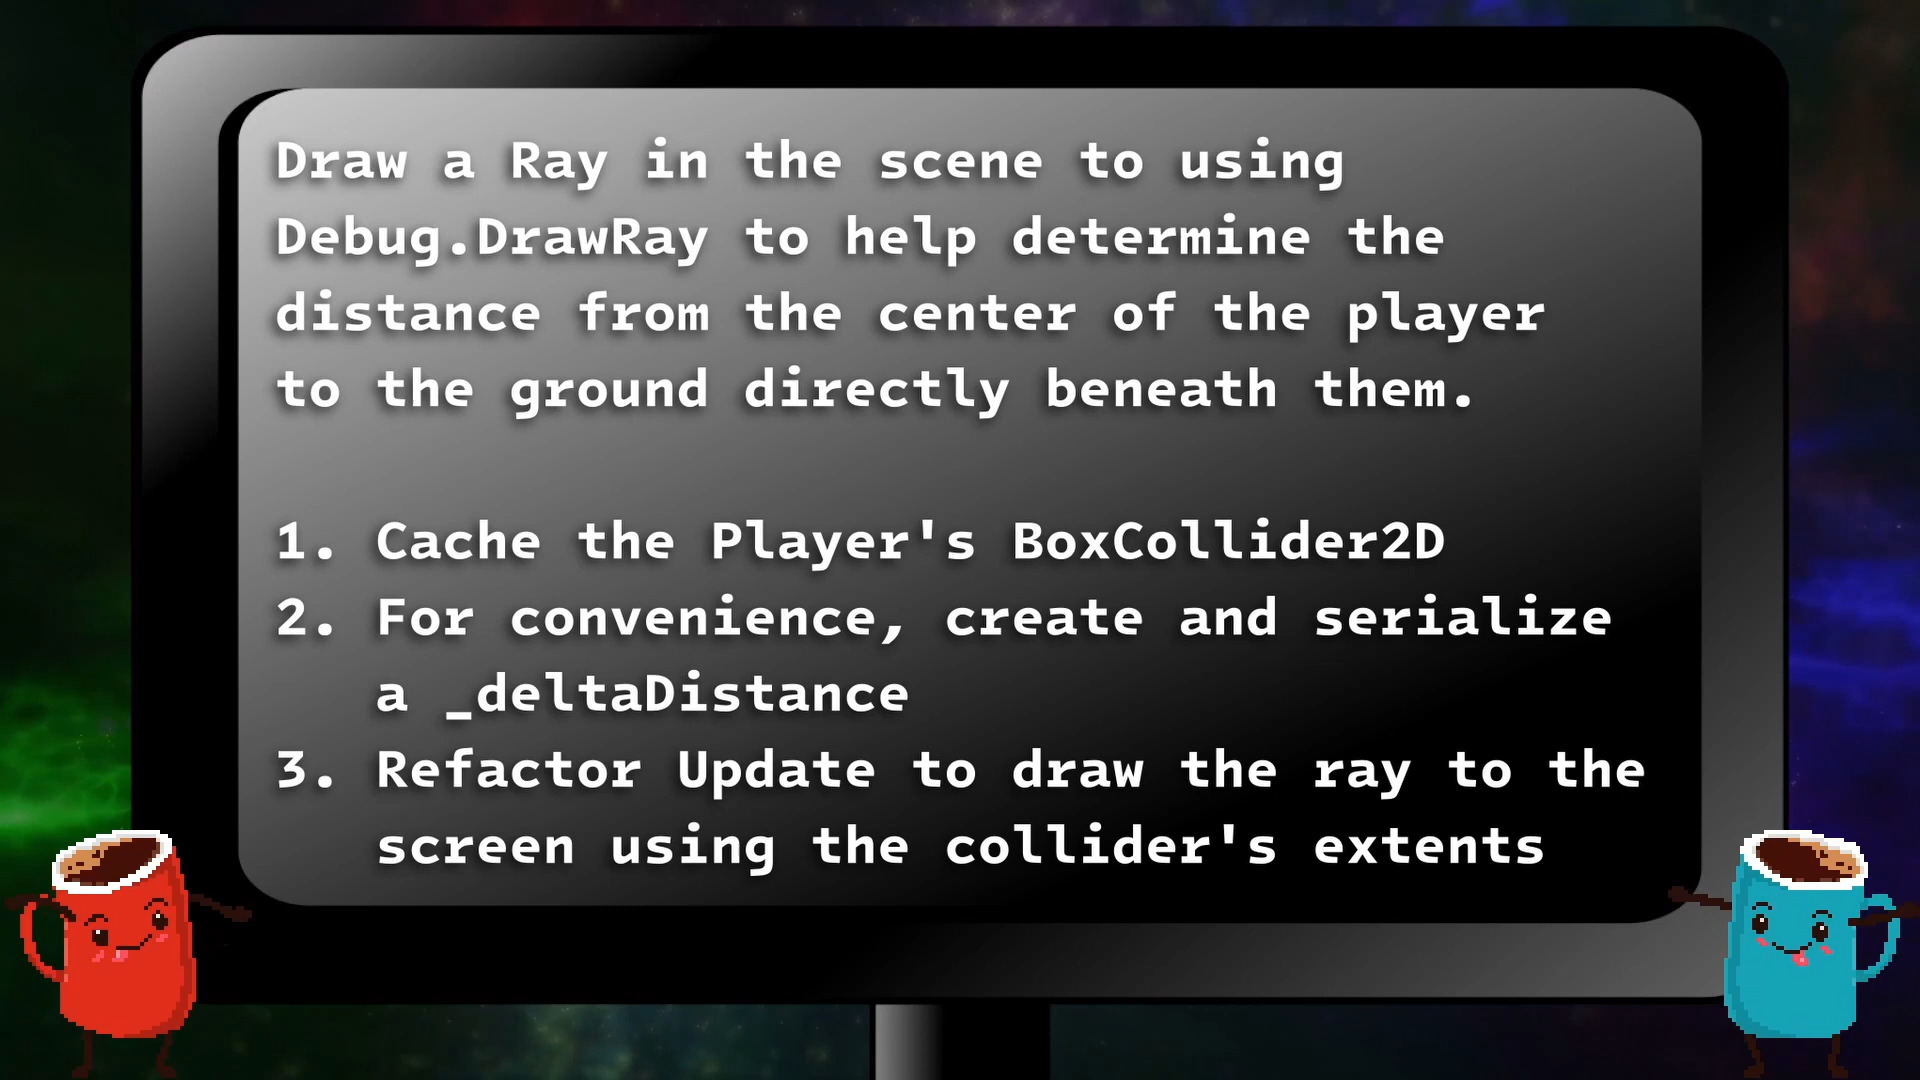 Draw a Ray in the scene to using
Debug.DrawRay to help determine the
distance from the center of the player
to the ground directly beneath them.
1. Cache the Player's BoxCollider2D
2. For convenience, create and serialize
a _deltaDistance
3. Refactor Update to draw the ray to the
screen using the collider's extents